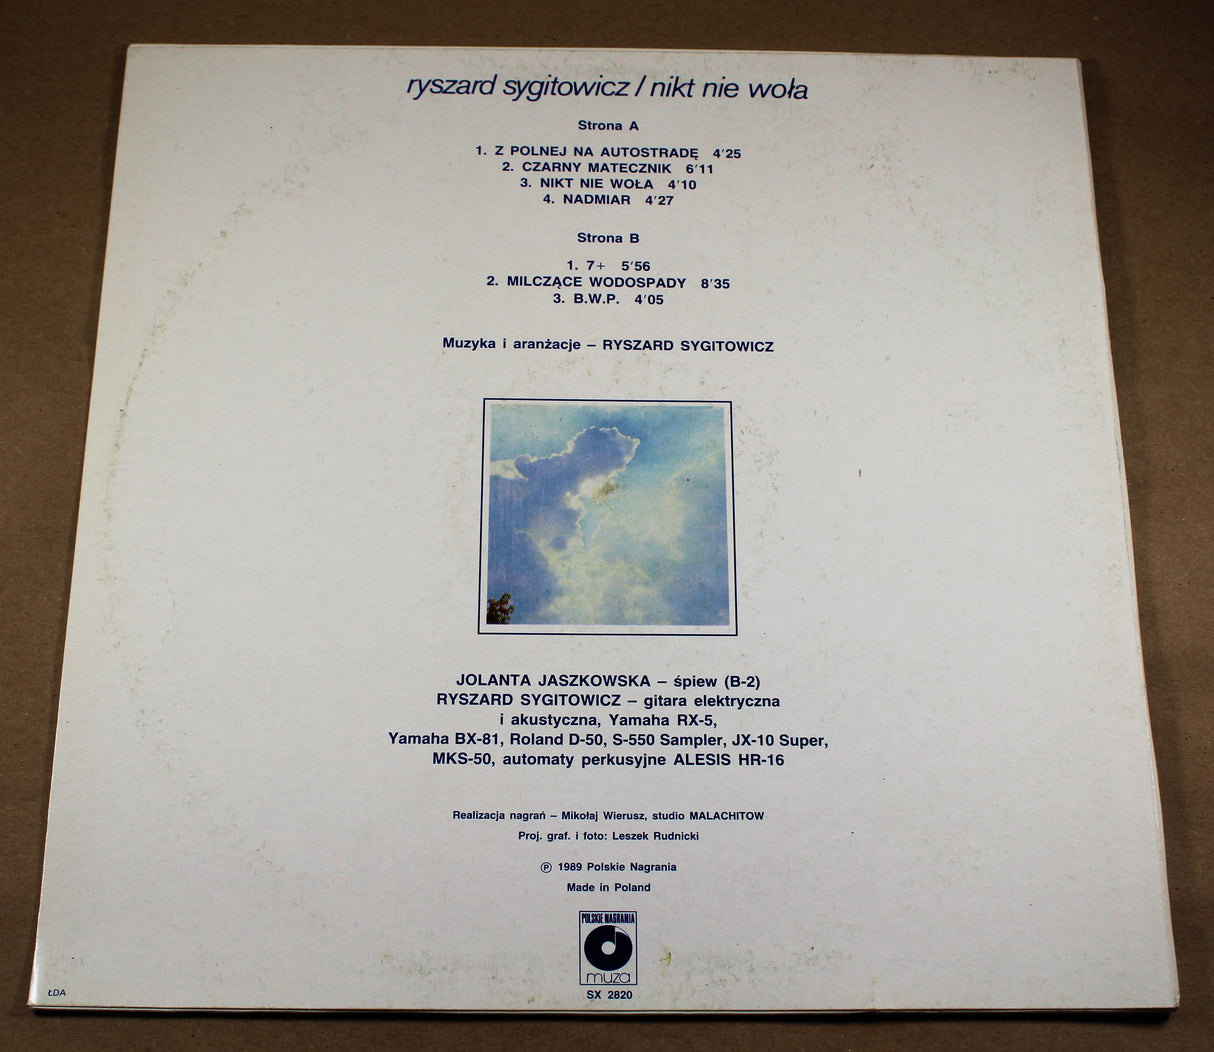 ryszard sygitowicz / nikt nie woła
Strona A
1. Z POLNEJ NA AUTOSTRADĘ 4'25
2. CZARNY MATECZNIK 6'11
3. NIKT NIE WOŁA 4'10
4. NADMIAR 4'27
Strona B
1. 7+ 5'56
2. MILCZĄCE WODOSPADY 8'35
3. B.W.P. 4'05
Muzyka i aranżacje – RYSZARD SYGITOWICZ
JOLANTA JASZKOWSKA – śpiew (B-2)
RYSZARD SYGITOWICZ – gitara elektryczna
i akustyczna, Yamaha RX-5,
Yamaha BX-81, Roland D-50, S-550 Sampler, JX-10 Super,
MKS-50, automaty perkusyjne ALESIS HR-16
Realizacja nagrań – Mikołaj Wierusz, studio MALACHITOW
Proj. graf. i foto: Leszek Rudnicki
℗ 1989 Polskie Nagrania
Made in Poland
POLSKIE NAGRANIA
muza
SX 2820
ŁDA